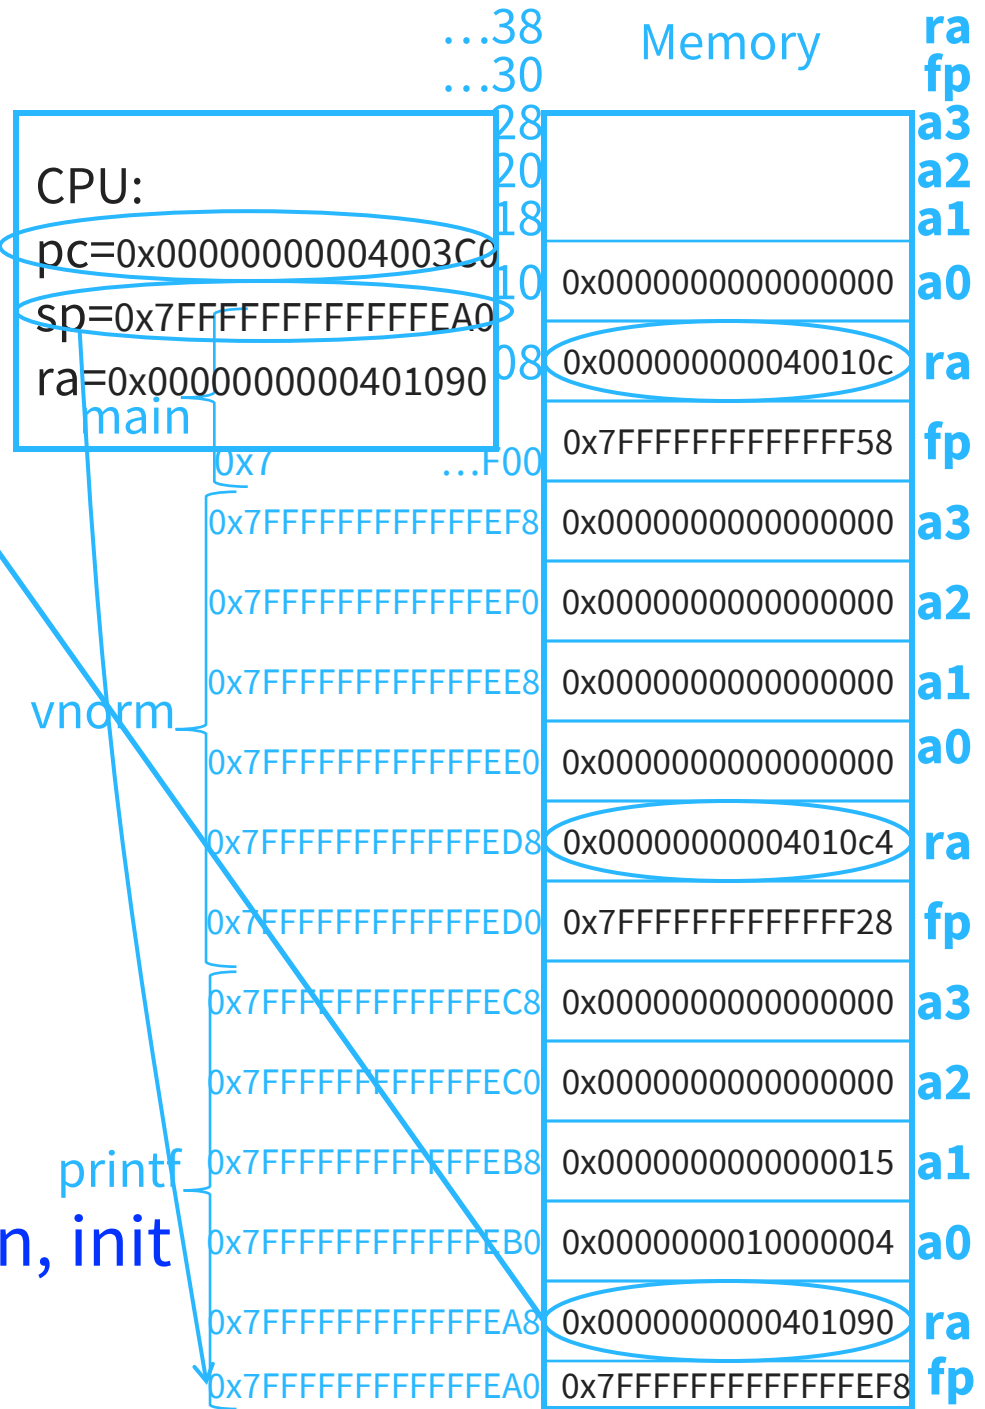 …38
Memory
ra
…30
fp
28
a3
20
a2
18
a1
CPU:
pc=0x00000000004003C0
10
0x0000000000000000
a0
sp=0x7FFFFFFFFFFFFEA0
08
0x000000000040010c
ra
ra=0x0000000000401090
main
0x7
…F00
0x7FFFFFFFFFFFFF58
fp
0x7FFFFFFFFFFFFEF8
0x0000000000000000
a3
0x7FFFFFFFFFFFFEF0
0x0000000000000000
a2
0x7FFFFFFFFFFFFEE8
0x0000000000000000
a1
vnorm
0x7FFFFFFFFFFFFEE0
0x0000000000000000
a0
0x7FFFFFFFFFFFFED8
0x00000000004010c4
ra
0x7FFFFFFFFFFFFED0
0x7FFFFFFFFFFFFF28
fp
0x7FFFFFFFFFFFFEC8
0x0000000000000000
a3
0x7FFFFFFFFFFFFEC0
0x0000000000000000
a2
printf
0x7FFFFFFFFFFFFEB8
0x0000000000000015
a1
n, init
0x7FFFFFFFFFFFFEB0
0x0000000010000004
a0
0x7FFFFFFFFFFFFEA8
0x0000000000401090
ra
0x7FFFFFFFFFFFFEA0
0x7FFFFFFFFFFFFFEF8
fp